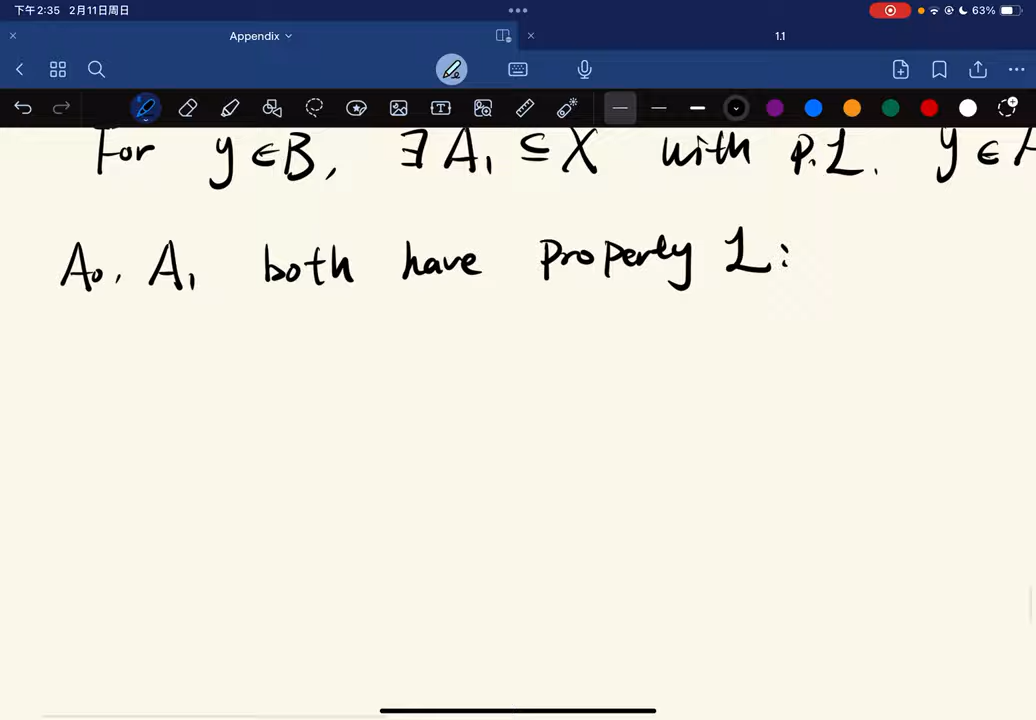 下午2:35 2月11日周日
63%
Appendix
1.1
For y ∈ B, ∃ A₁ ⊆ X with P.L. y ∈
A₀, A₁ both have property L: